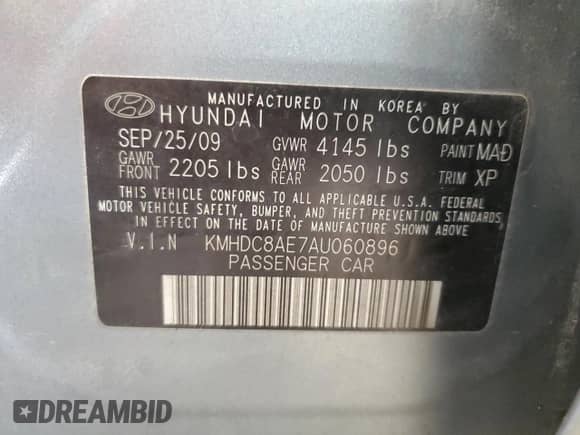 MANUFACTURED IN KOREA BY
HYUNDAI MOTOR COMPANY
SEP/25/09 GVWR 4145 lbs PAINT MAD
GAWR FRONT 2205 lbs GAWR REAR 2050 lbs TRIM XP
THIS VEHICLE CONFORMS TO ALL APPLICABLE U.S.A. FEDERAL
MOTOR VEHICLE SAFETY, BUMPER, AND THEFT PREVENTION STANDARDS
IN EFFECT ON THE DATE OF MANUFACTURE SHOWN ABOVE.
V.I.N KMHDC8AE7AU060896
PASSENGER CAR
DREAMBID